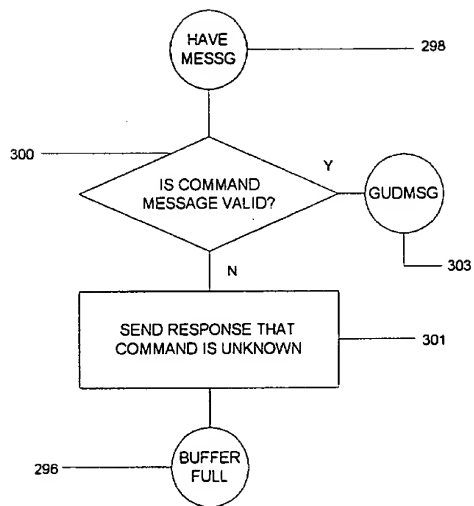 HAVE
MESSG
298
300
IS COMMAND
MESSAGE VALID?
Y
GUDMSG
303
N
SEND RESPONSE THAT
COMMAND IS UNKNOWN
301
BUFFER
FULL
296